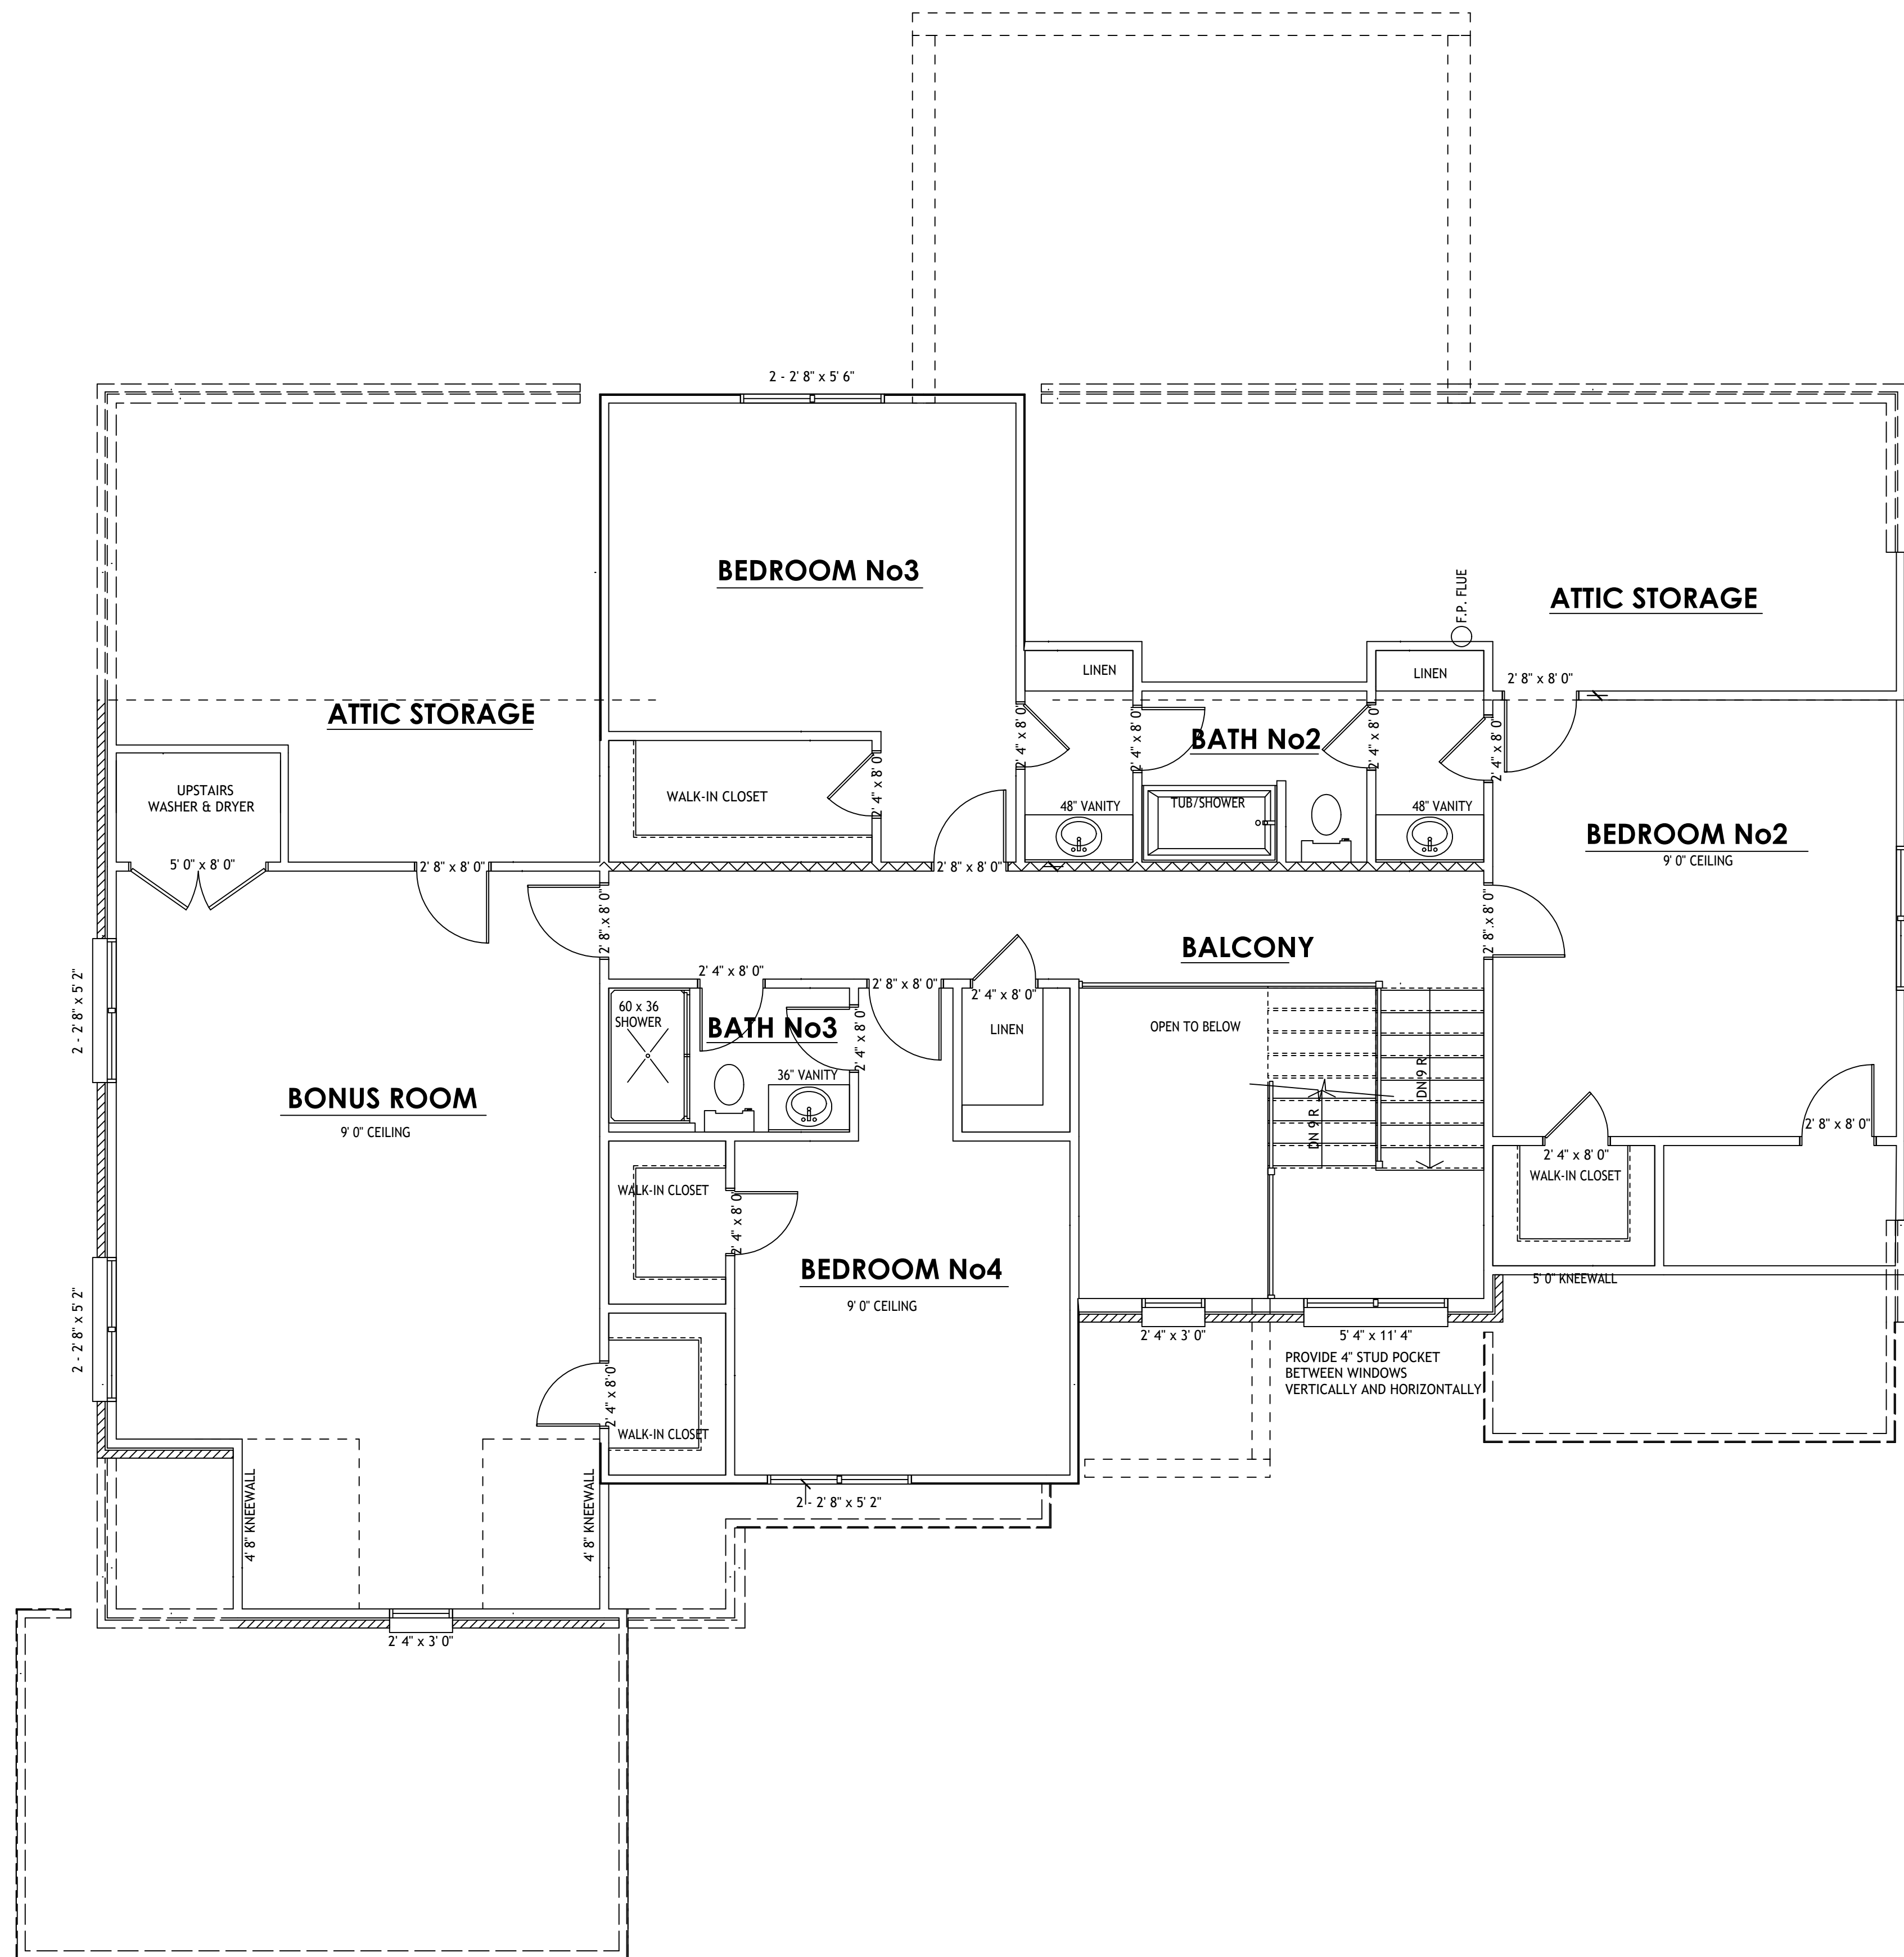 2 - 2' 8" x 5' 6"
BEDROOM No3
F.P. FLUE
ATTIC STORAGE
LINEN
LINEN
2' 8" x 8' 0"
ATTIC STORAGE
2' 4" x 8' 0"
2' 4" x 8' 0"
BATH No2
2' 4" x 8' 0"
2' 4" x 8' 0"
UPSTAIRS
WASHER & DRYER
WALK-IN CLOSET
2' 4" x 8' 0"
48" VANITY
TUB/SHOWER
48" VANITY
BEDROOM No2
9' 0" CEILING
5' 0" x 8' 0"
2' 8" x 8' 0"
2' 8" x 8' 0"
2' 8" x 8' 0"
BALCONY
2' 8" x 8' 0"
2' 4" x 8' 0"
2' 8" x 8' 0"
2' 4" x 8' 0"
2 - 2' 8" x 5' 2"
60 x 36
SHOWER
BATH No3
2' 4" x 8' 0"
LINEN
OPEN TO BELOW
36" VANITY
DN 9 R
DN 9 R
BONUS ROOM
9' 0" CEILING
2' 8" x 8' 0"
2' 4" x 8' 0"
WALK-IN CLOSET
WALK-IN CLOSET
2' 4" x 8' 0"
BEDROOM No4
9' 0" CEILING
5' 0" KNEEWALL
2 - 2' 8" x 5' 2"
2' 4" x 3' 0"
5' 4" x 11' 4"
PROVIDE 4" STUD POCKET
BETWEEN WINDOWS
VERTICALLY AND HORIZONTALLY
2' 4" x 8' 0"
WALK-IN CLOSET
4' 8" KNEEWALL
4' 8" KNEEWALL
2 - 2' 8" x 5' 2"
2' 4" x 3' 0"